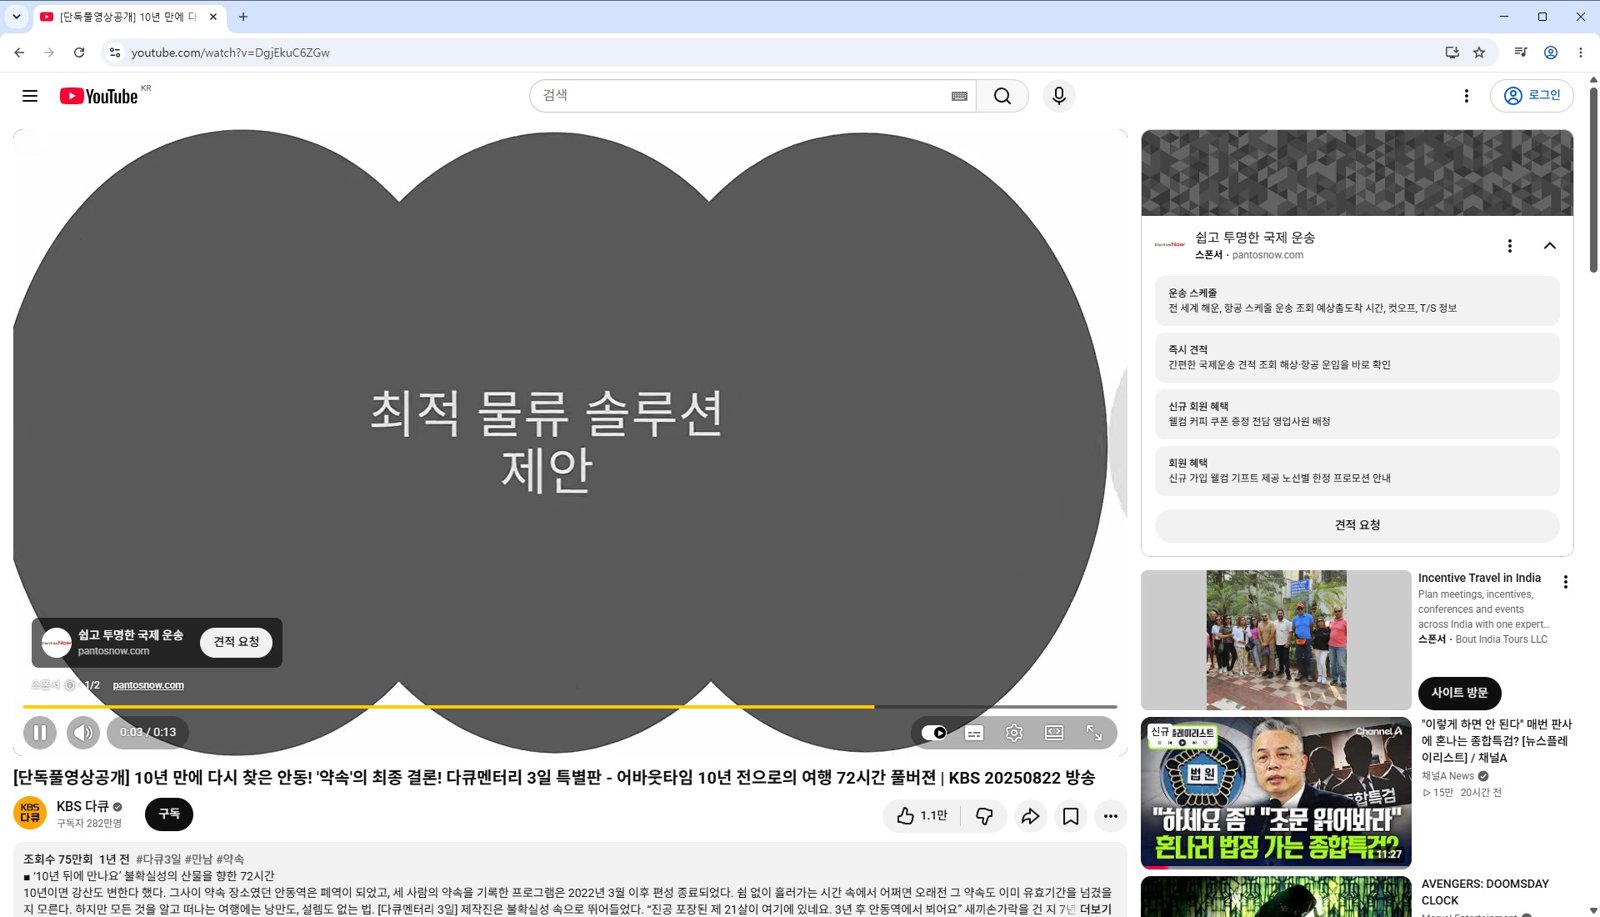 [단독풀영상공개] 10년 만에 다
youtube.com/watch?v=DgjEkuC6ZGw
YouTube KR
검색
로그인
최적 물류 솔루션
제안
쉽고 투명한 국제 운송
pantosnow.com
견적 요청
스폰서 · 1/2 pantosnow.com
0:03 / 0:13
[단독풀영상공개] 10년 만에 다시 찾은 안동! '약속'의 최종 결론! 다큐멘터리 3일 특별판 - 어바웃타임 10년 전으로의 여행 72시간 풀버젼 | KBS 20250822 방송
KBS 다큐
구독자 282만명
구독
1.1만
조회수 75만회 1년 전 #다큐3일 #만남 #약속
■ ‘10년 뒤에 만나요’ 불확실성의 산물을 향한 72시간
10년이면 강산도 변한다 했다. 그사이 약속 장소였던 안동역은 폐역이 되었고, 세 사람의 약속을 기록한 프로그램은 2022년 3월 이후 편성 종료되었다. 쉼 없이 흘러가는 시간 속에서 어쩌면 오래전 그 약속도 이미 유효기간을 넘겼을
지 모른다. 하지만 모든 것을 알고 떠나는 여행에는 낭만도, 설렘도 없는 법. [다큐멘터리 3일] 제작진은 불확실성 속으로 뛰어들었다. “진공 포장된 제 21살이 여기에 있네요. 3년 후 안동역에서 뵈어요” 새끼손가락을 건 지 7년 더보기
쉽고 투명한 국제 운송
스폰서 · pantosnow.com
운송 스케줄
전 세계 해운, 항공 스케줄 운송 조회 예상출도착 시간, 컷오프, T/S 정보
즉시 견적
간편한 국제운송 견적 조회 해상·항공 운임을 바로 확인
신규 회원 혜택
웰컴 커피 쿠폰 증정 전담 영업사원 배정
회원 혜택
신규 가입 웰컴 기프트 제공 노선별 한정 프로모션 안내
견적 요청
Incentive Travel in India
Plan meetings, incentives,
conferences and events
across India with one expert...
스폰서 · Bout India Tours LLC
사이트 방문
신규
플레이리스트
Channel A
법원
종합특검
"하세요 좀" "조문 읽어봐라"
혼나러 법정 가는 종합특검?
11:27
"이렇게 하면 안 된다" 매번 판사
에 혼나는 종합특검? [뉴스플레
이리스트] / 채널A
채널A News
15만 20시간 전
AVENGERS: DOOMSDAY
CLOCK